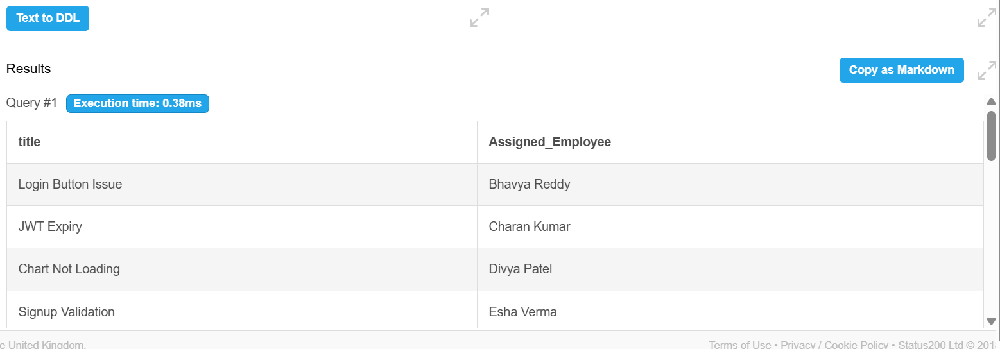 Text to DDL
Results
Copy as Markdown
Query #1 Execution time: 0.38ms
title Assigned_Employee
Login Button Issue Bhavya Reddy
JWT Expiry Charan Kumar
Chart Not Loading Divya Patel
Signup Validation Esha Verma
e United Kingdom. Terms of Use • Privacy / Cookie Policy • Status200 Ltd ©